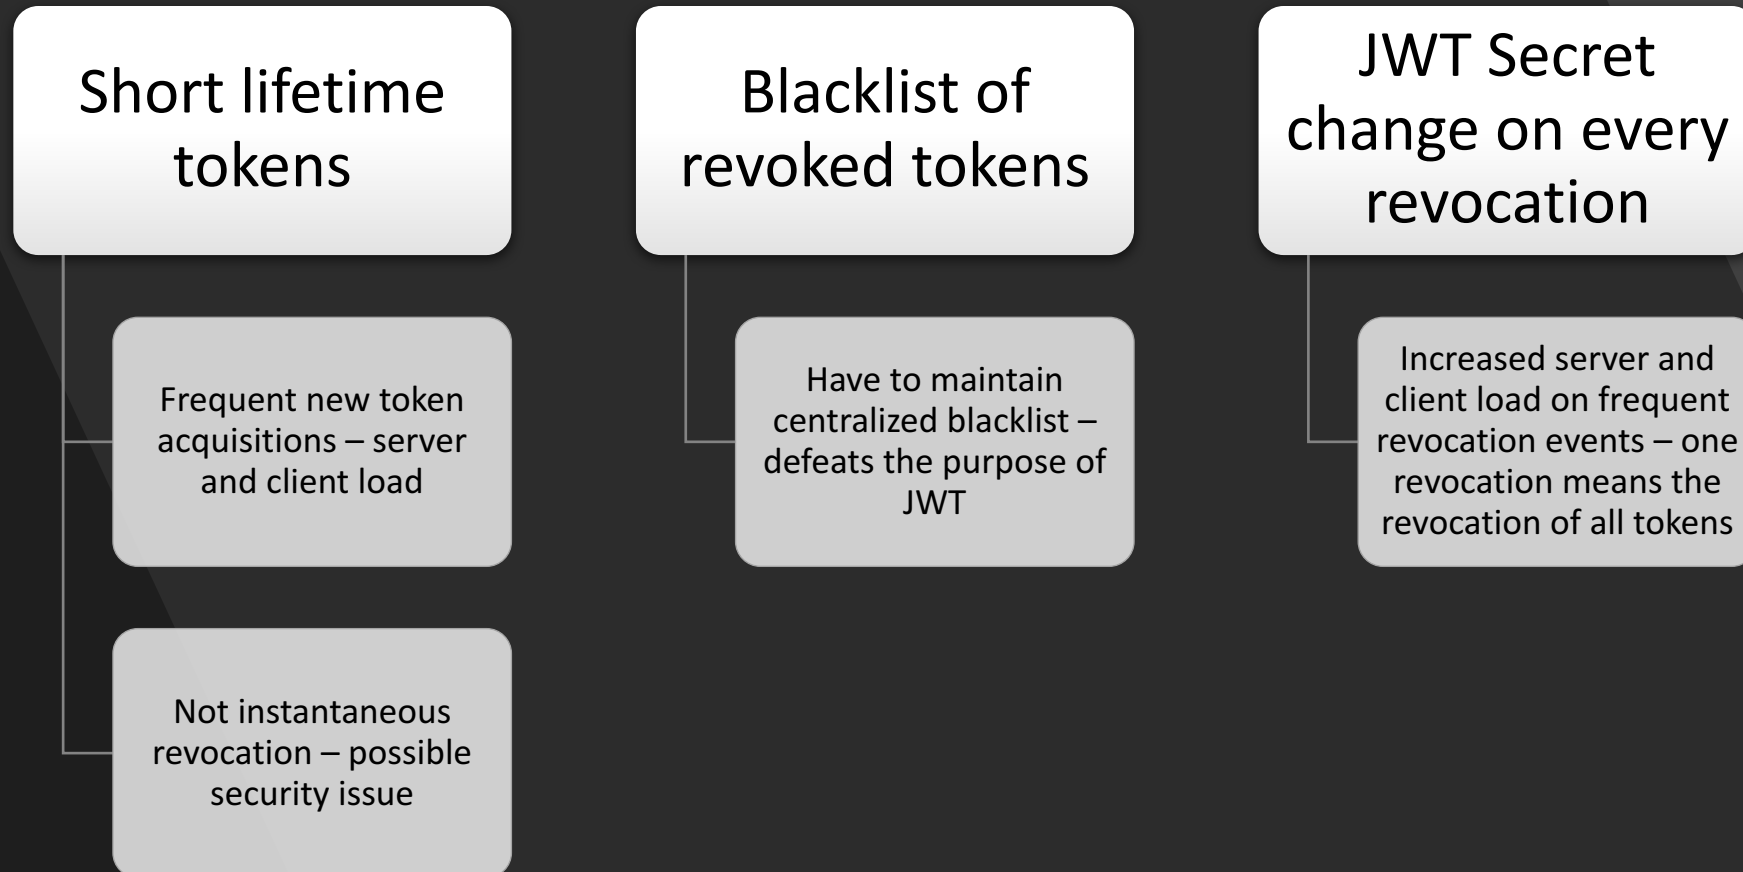 Short lifetime
tokens
Frequent new token
acquisitions – server
and client load
Not instantaneous
revocation – possible
security issue
Blacklist of
revoked tokens
Have to maintain
centralized blacklist –
defeats the purpose of
JWT
JWT Secret
change on every
revocation
Increased server and
client load on frequent
revocation events – one
revocation means the
revocation of all tokens